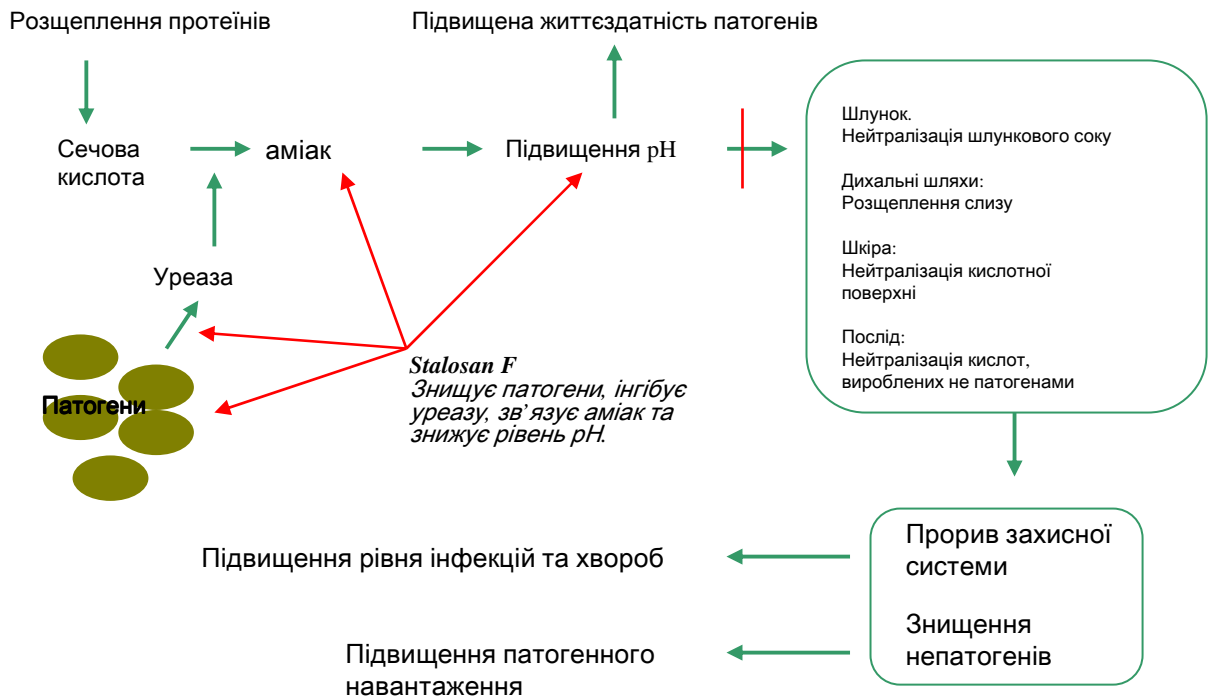 Розщеплення протеїнів
Підвищена життєздатність патогенів
Сечова
кислота
аміак
Підвищення pH
Шлунок.
Нейтралізація шлункового соку
Дихальні шляхи:
Розщеплення слизу
Шкіра:
Нейтралізація кислотної
поверхні
Послід:
Нейтралізація кислот,
вироблених не патогенами
Уреаза
Патогени
Stalosan F
Знищує патогени, інгібує
уреазу, зв'язує аміак та
знижує рівень pH.
Прорив захисної
системи
Знищення
непатогенів
Підвищення рівня інфекцій та хвороб
Підвищення патогенного
навантаження